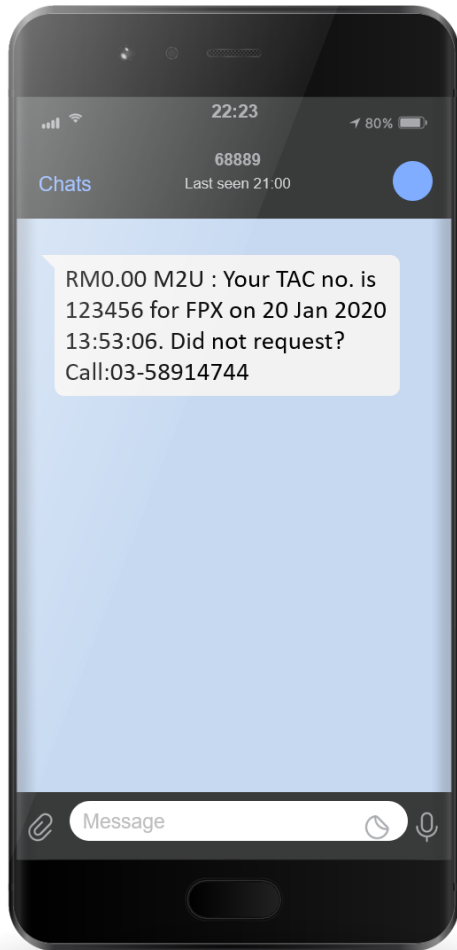 22:23
80%
68889
Chats
Last seen 21:00
RM0.00 M2U : Your TAC no. is
123456 for FPX on 20 Jan 2020
13:53:06. Did not request?
Call:03-58914744
Message